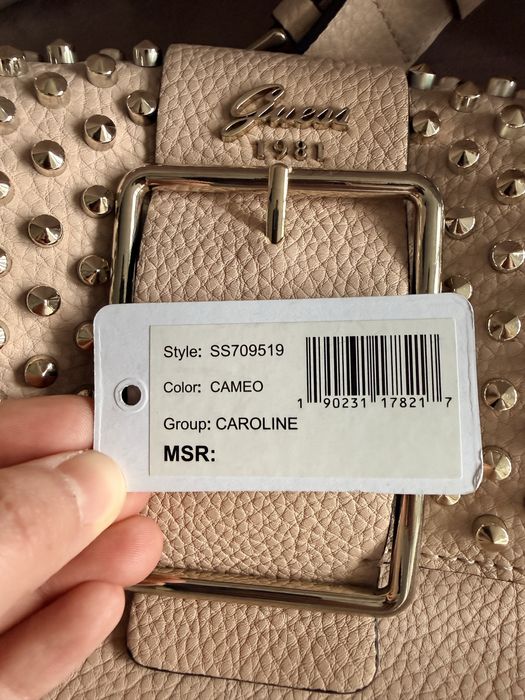 Guess
1981
Style: SS709519
Color: CAMEO
Group: CAROLINE
MSR:
1 90231 17821 7